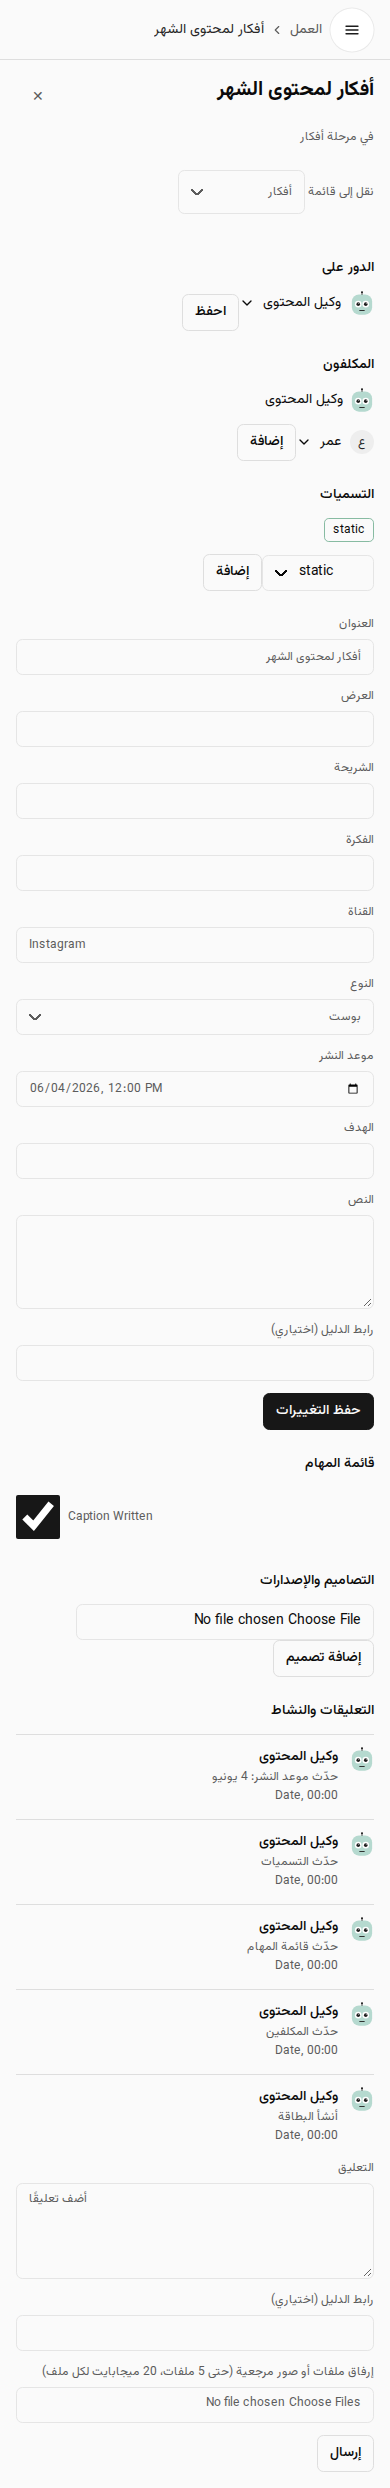 العمل > أفكار لمحتوى الشهر
أفكار لمحتوى الشهر
×
في مرحلة أفكار
نقل إلى قائمة أفكار
الدور على
وكيل المحتوى احفظ
المكلفون
وكيل المحتوى
ع عمر إضافة
التسميات
static
static إضافة
العنوان
أفكار لمحتوى الشهر
العرض
الشريحة
الفكرة
القناة
Instagram
النوع
بوست
موعد النشر
06/04/2026, 12:00 PM
الهدف
النص
رابط الدليل (اختياري)
حفظ التغييرات
قائمة المهام
Caption Written
التصاميم والإصدارات
No file chosen Choose File
إضافة تصميم
التعليقات والنشاط
وكيل المحتوى
حدّث موعد النشر: 4 يونيو
Date, 00:00
وكيل المحتوى
حدّث التسميات
Date, 00:00
وكيل المحتوى
حدّث قائمة المهام
Date, 00:00
وكيل المحتوى
حدّث المكلفين
Date, 00:00
وكيل المحتوى
أنشأ البطاقة
Date, 00:00
التعليق
أضف تعليقًا
رابط الدليل (اختياري)
إرفاق ملفات أو صور مرجعية (حتى 5 ملفات، 20 ميجابايت لكل ملف)
No file chosen Choose Files
إرسال